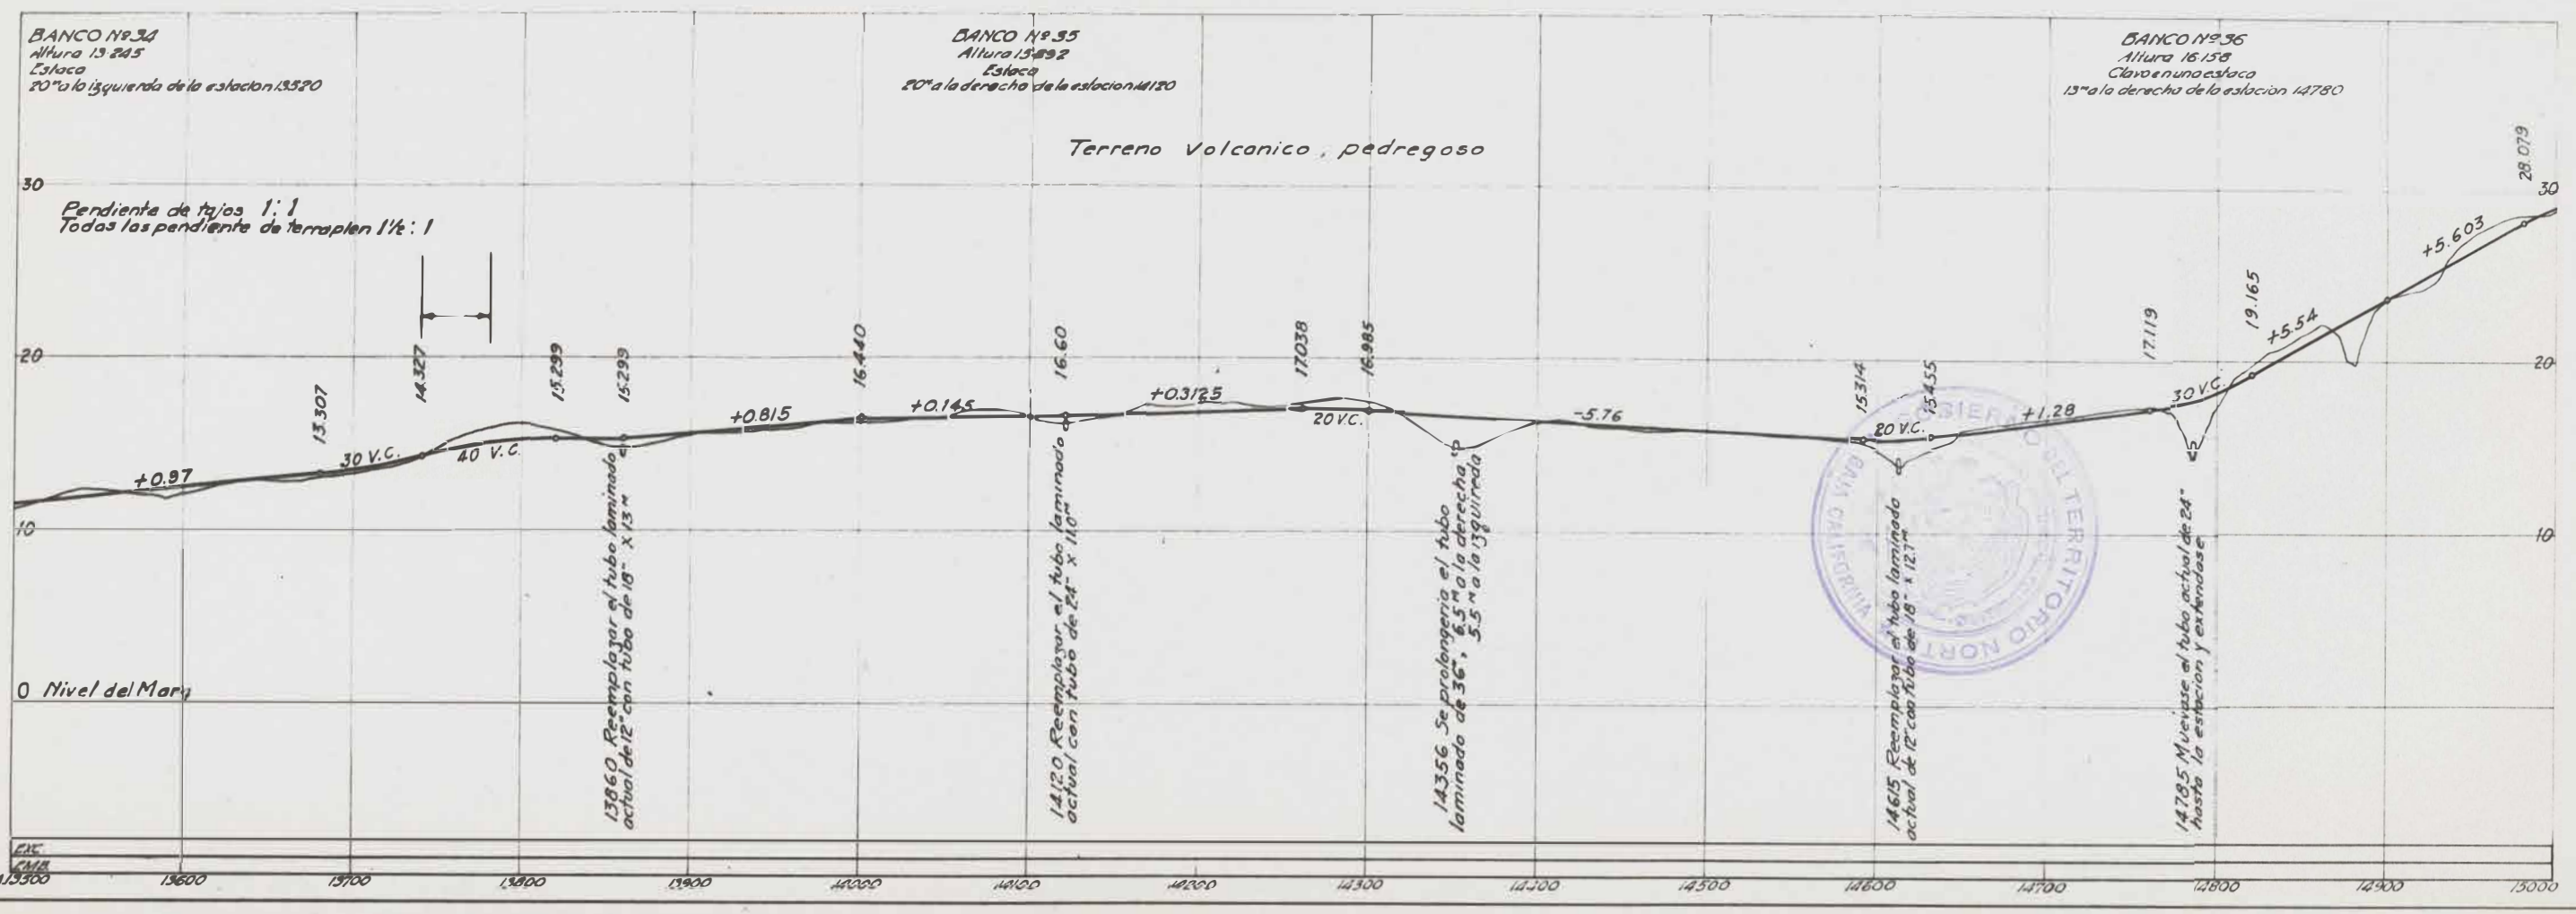 BANCO Nº 34
Altura 13.245
Estaca
20ᵐ a la izquierda de la estacion 13520
BANCO Nº 35
Estaca
20ᵐ a la derecha de la estacion 14120
BANCO Nº 36
Altura 16.158
Clavo en una estaca
13ᵐ a la derecha de la estacion 14780
Terreno Volcanico, pedregoso
30
30
Pendiente de tajos 1:1
Todas las pendiente de terraplen 1½:1
20
20
10
10
0 Nivel del Mar
13.307
14.327
15.299
15.299
16.440
16.60
17.038
16.985
15.314
15.455
17.119
19.165
28.079
+0.97
30 V.C.
40 V.C.
+0.815
+0.145
+0.3125
20 V.C.
-5.76
20 V.C.
+1.28
30 V.C.
+5.54
+5.603
13860 Reemplazar el tubo laminado
actual de 12" con tubo de 18" x 13ᴹ
14120 Reemplazar el tubo laminado
actual con tubo de 24" x 11.0ᵐ
14356 Se prolongeria el tubo
laminado de 36", 6.5ᴹ a la derecha
5.5ᴹ a la izquireda
14615 Reemplazar el tubo laminado
actual de 12" con tubo de 18" x 12.7ᵐ
14785 Muevase el tubo actual de 24"
hasta la estacion y extendase
GOBIERNO DEL TERRITORIO NORTE
BAJA CALIFORNIA
EXC.
EMB.
13500 13600 13700 13800 13900 14000 14100 14200 14300 14400 14500 14600 14700 14800 14900 15000